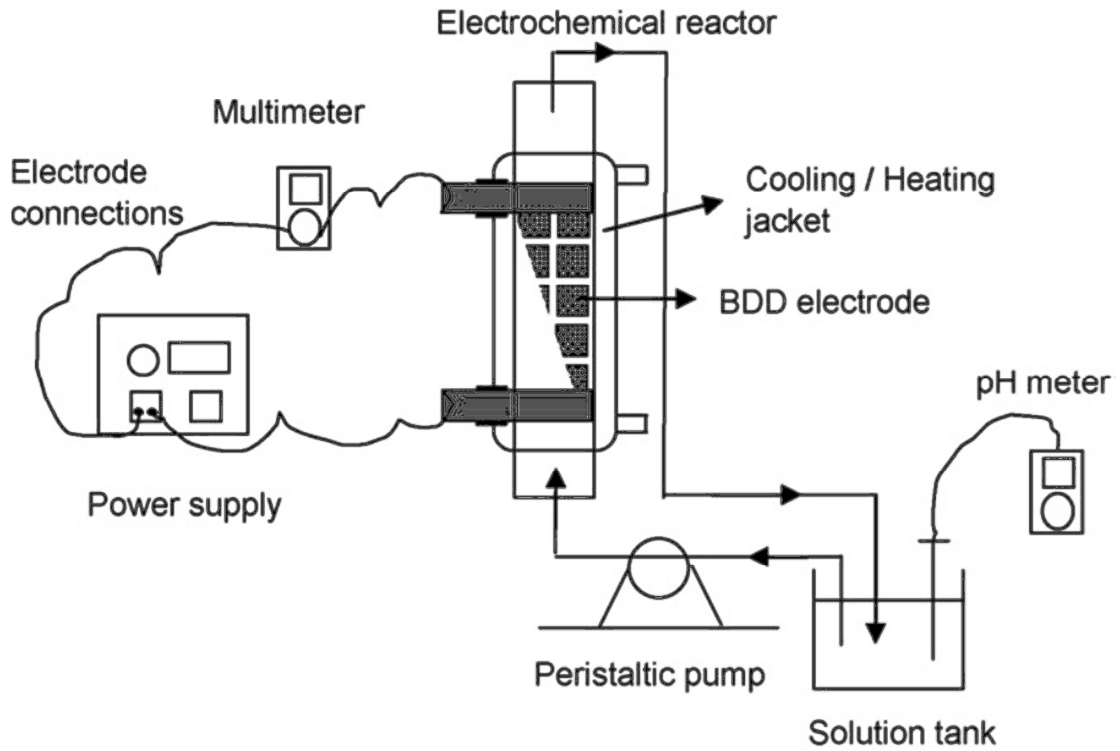 Electrochemical reactor
Multimeter
Electrode
connections
Cooling / Heating
jacket
BDD electrode
pH meter
Power supply
Peristaltic pump
Solution tank